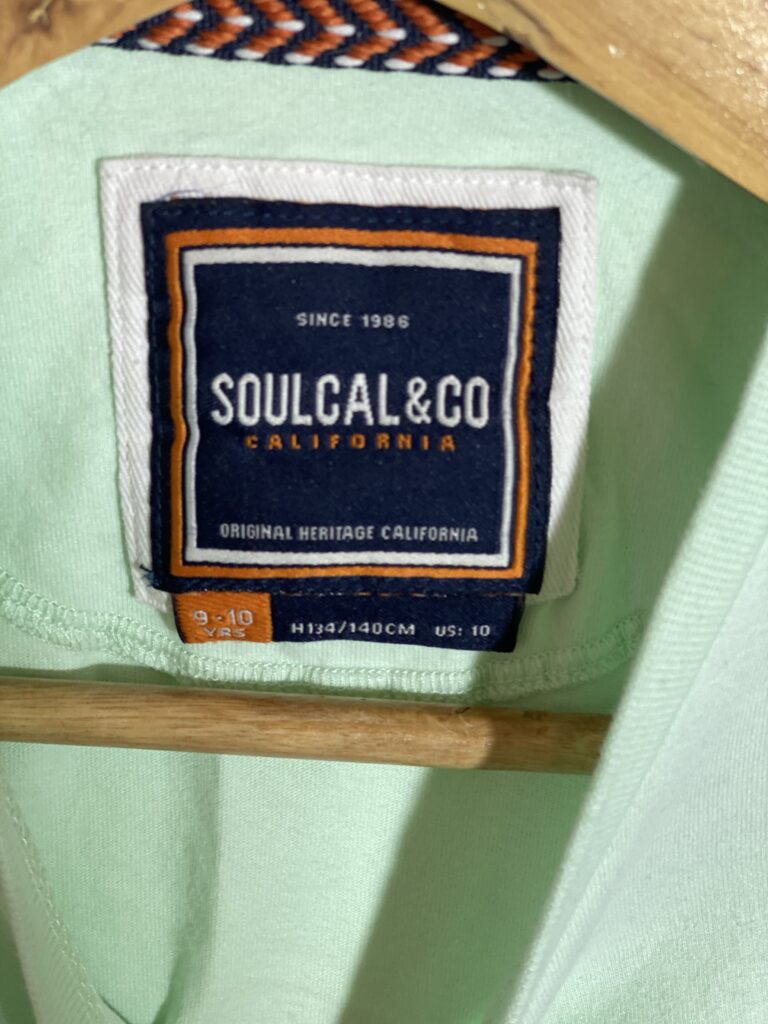 SINCE 1986
SOULCAL&CO
CALIFORNIA
ORIGINAL HERITAGE CALIFORNIA
9-10 YRS
H134/140CM US: 10